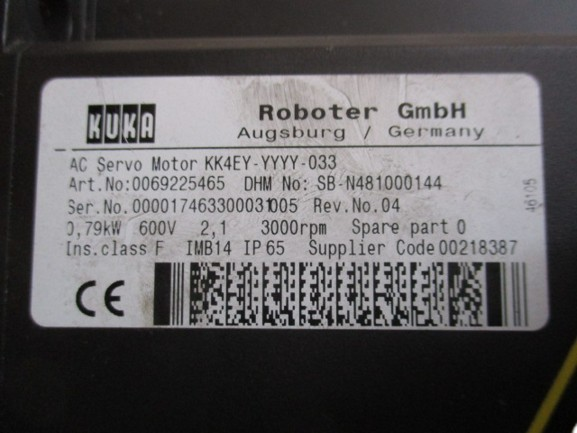 KUKA Roboter GmbH
Augsburg / Germany
AC Servo Motor KK4EY-YYYY-033
Art.No:0069225465 DHM No: SB-N481000144
Ser.No.000017463300031005 Rev.No.04
0,79kW 600V 2,1 3000rpm Spare part 0
Ins.class F IMB14 IP65 Supplier Code 00218387
CE
46105